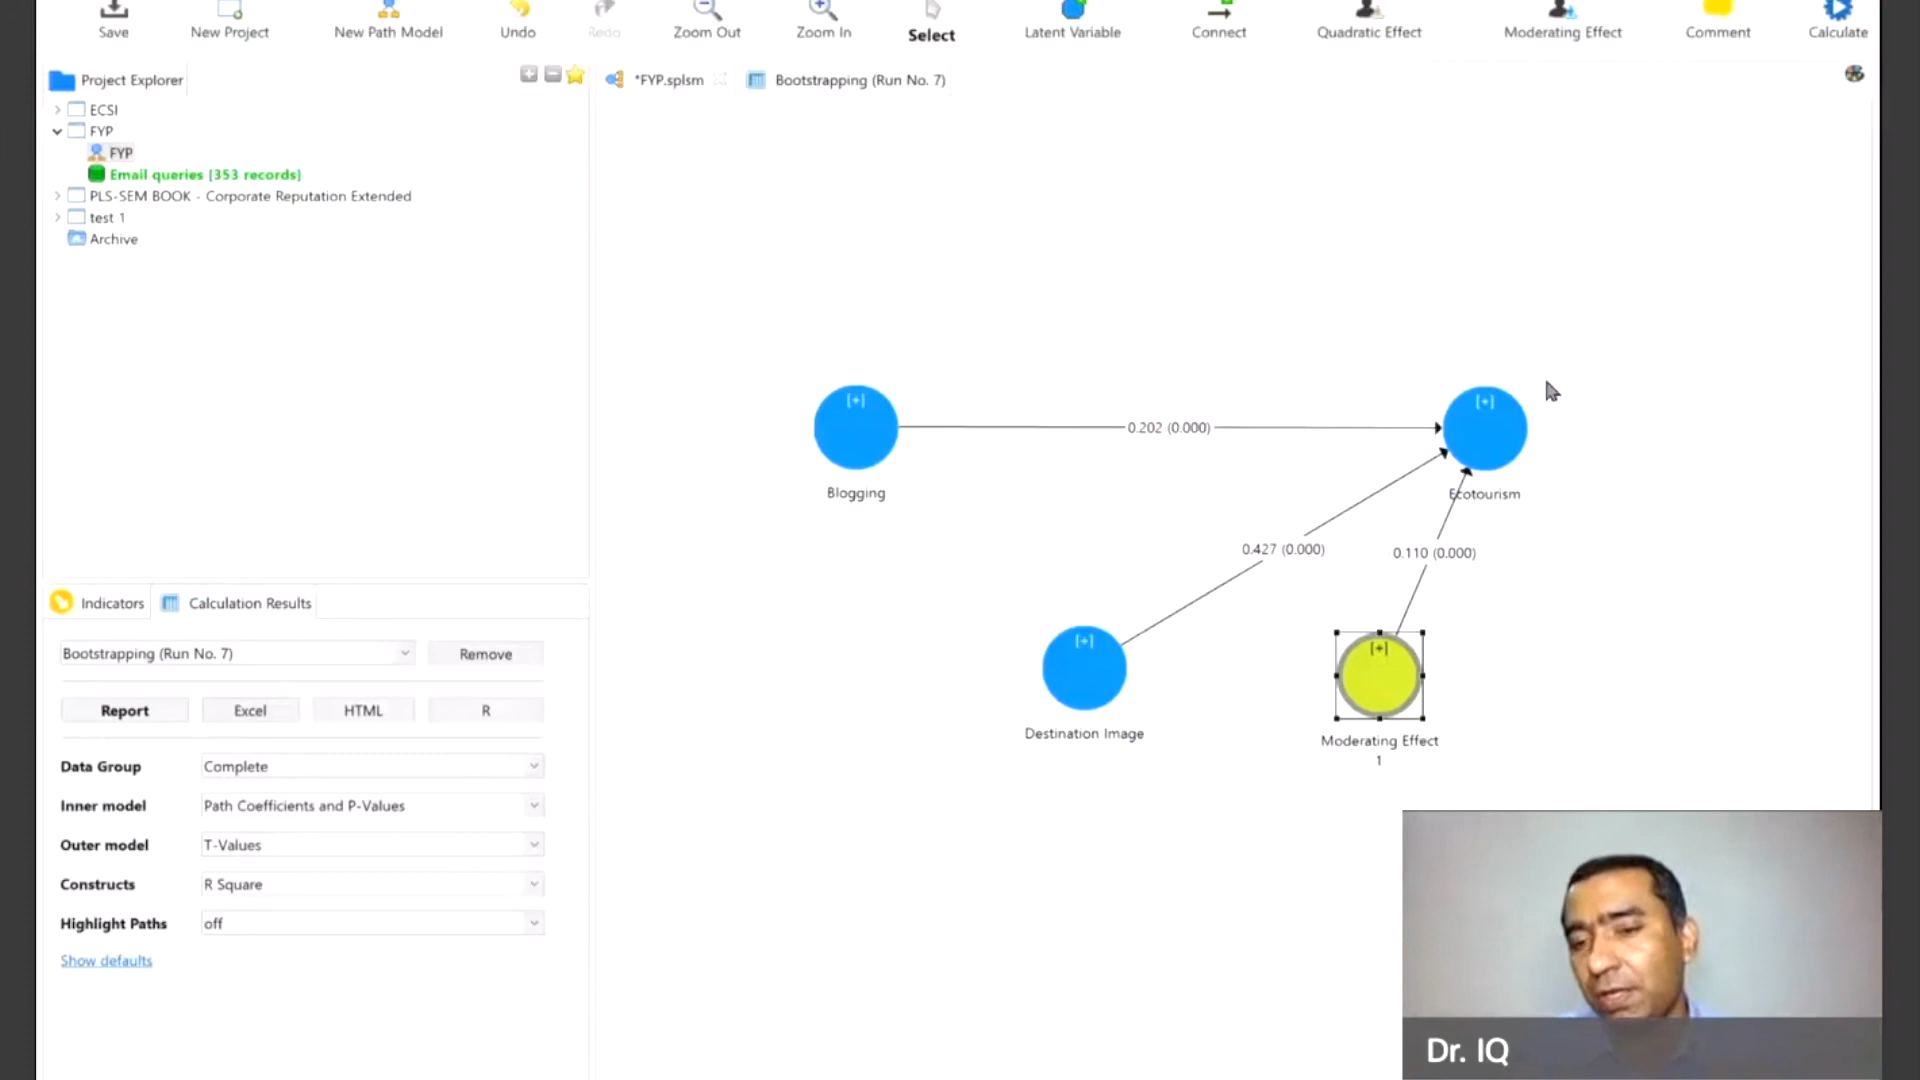 Save New Project New Path Model Undo Redo Zoom Out Zoom In Select Latent Variable Connect Quadratic Effect Moderating Effect Comment Calculate
Project Explorer
*FYP.splsm
Bootstrapping (Run No. 7)
ECSI
FYP
FYP
Email queries [353 records]
PLS-SEM BOOK - Corporate Reputation Extended
test 1
Archive
[+]
[+]
0.202 (0.000)
Blogging
Ecotourism
0.427 (0.000)
0.110 (0.000)
[+]
[+]
Destination Image
Moderating Effect
1
Indicators
Calculation Results
Bootstrapping (Run No. 7)
Remove
Report
Excel
HTML
R
Data Group
Complete
Inner model
Path Coefficients and P-Values
Outer model
T-Values
Constructs
R Square
Highlight Paths
off
Show defaults
Dr. IQ